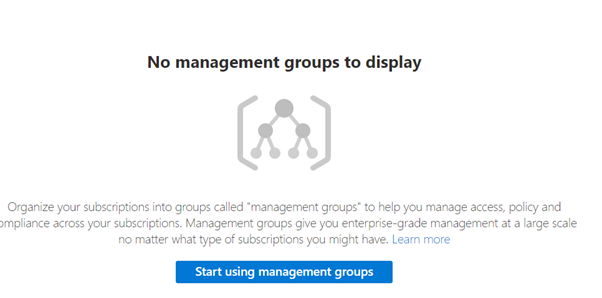 No management groups to display
Organize your subscriptions into groups called "management groups" to help you manage access, policy and
ompliance across your subscriptions. Management groups give you enterprise-grade management at a large scale
no matter what type of subscriptions you might have. Learn more
Start using management groups